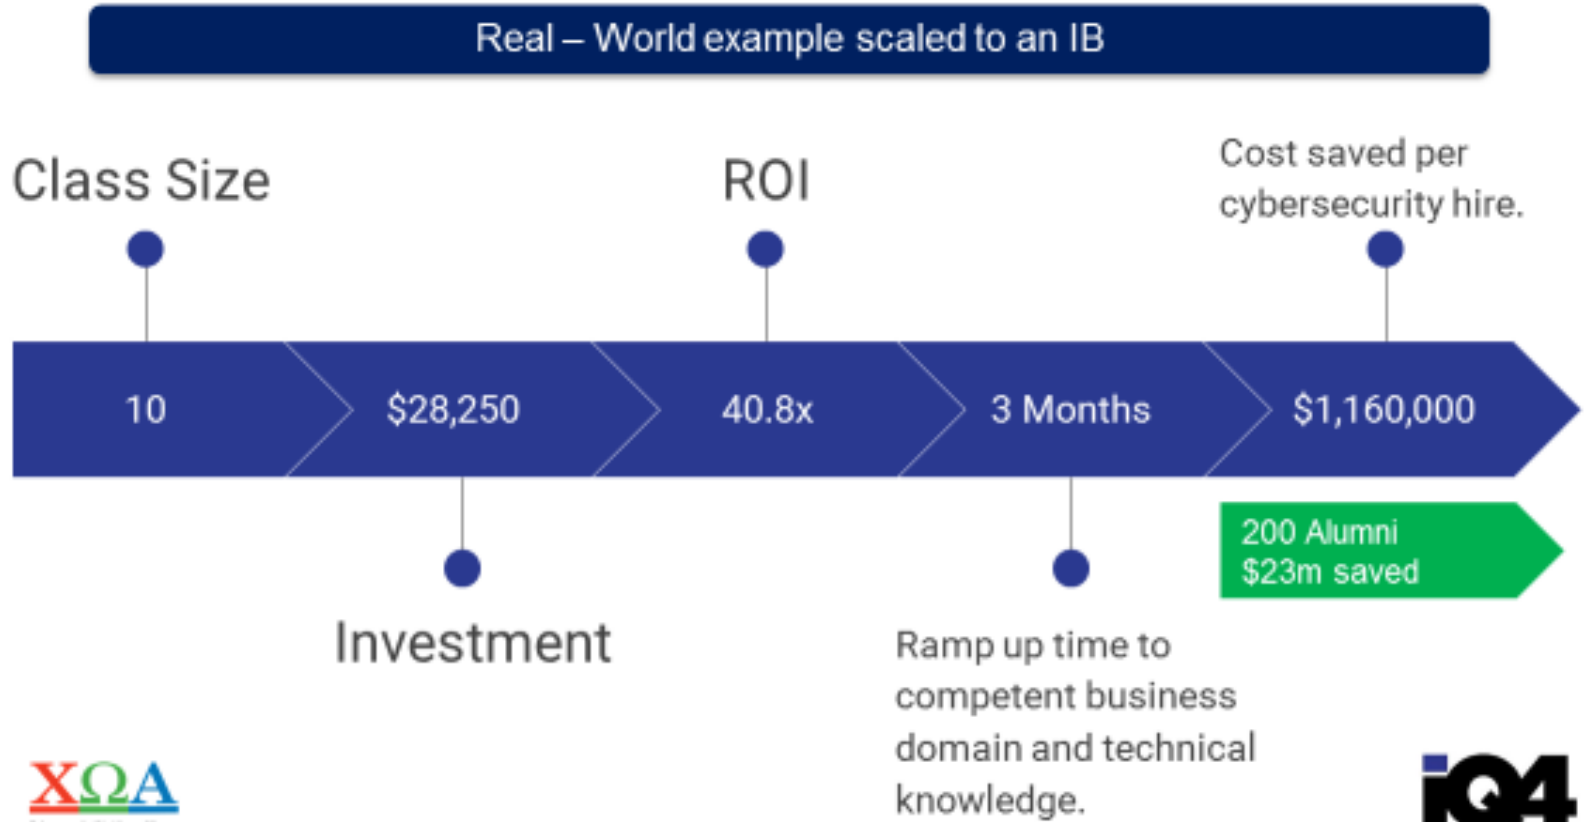 Real – World example scaled to an IB
Class Size
ROI
Cost saved per
cybersecurity hire.
10
$28,250
40.8x
3 Months
$1,160,000
200 Alumni
$23m saved
Investment
Ramp up time to
competent business
domain and technical
knowledge.
ΧΩΑ
iQ4